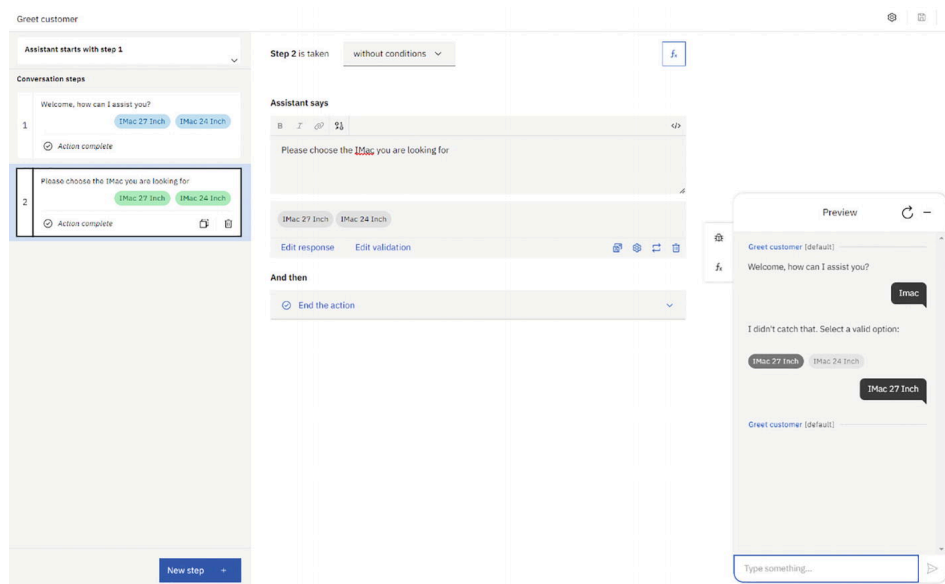 Greet customer
Assistant starts with step 1
Conversation steps
1
Welcome, how can I assist you?
IMac 27 Inch IMac 24 Inch
Action complete
2
Please choose the IMac you are looking for
IMac 27 Inch IMac 24 Inch
Action complete
New step +
Step 2 is taken without conditions
fx
Assistant says
B I </>
Please choose the IMac you are looking for
IMac 27 Inch IMac 24 Inch
Edit response Edit validation
And then
End the action
fx
Preview
Greet customer [default]
Welcome, how can I assist you?
Imac
I didn't catch that. Select a valid option:
IMac 27 Inch IMac 24 Inch
IMac 27 Inch
Greet customer [default]
Type something...